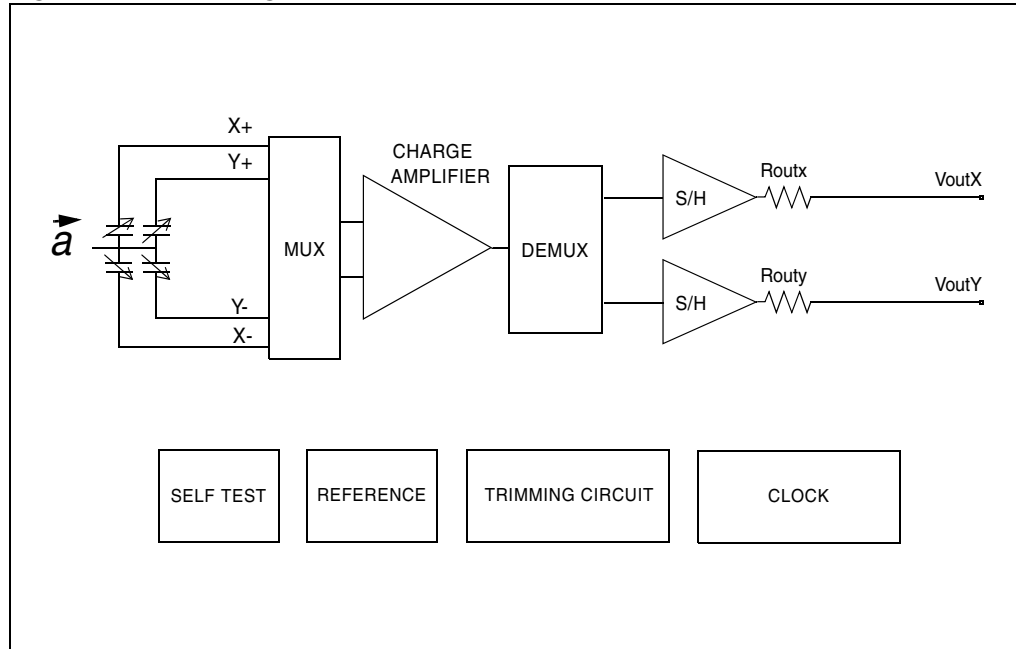 X+
Y+
CHARGE
AMPLIFIER
Routx
VoutX
S/H
a
MUX
DEMUX
Routy
VoutY
S/H
Y-
X-
SELF TEST
REFERENCE
TRIMMING CIRCUIT
CLOCK